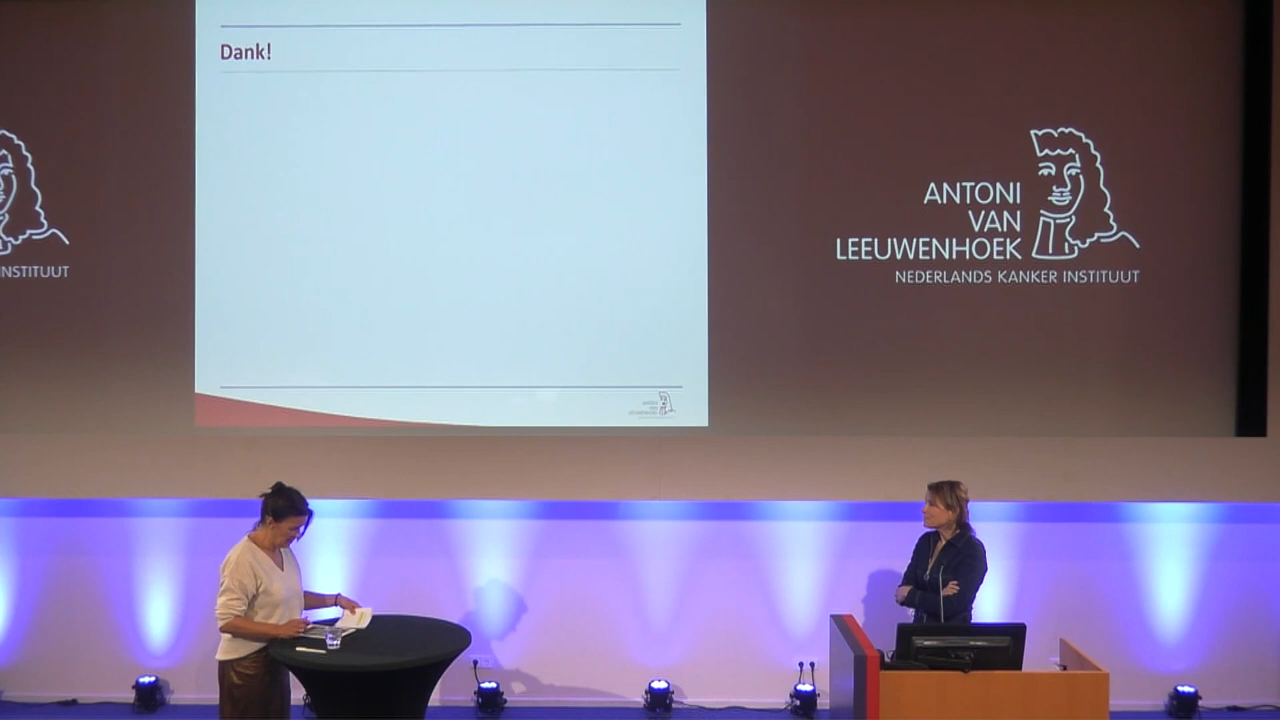 Dank!
INSTITUUT
ANTONI
VAN
LEEUWENHOEK
NEDERLANDS KANKER INSTITUUT